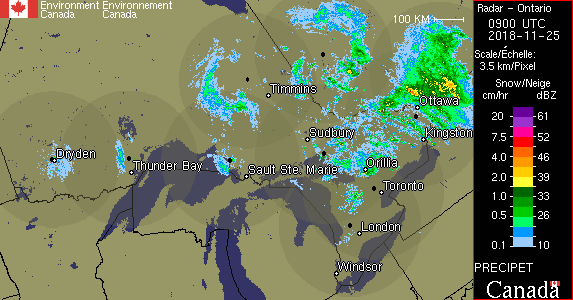 Environment Environnement
Canada Canada
100 KM
Timmins
Ottawa
Sudbury
Kingston
Dryden
Thunder Bay
Sault Ste. Marie
Orillia
Toronto
London
Windsor
Radar - Ontario
0900 UTC
2018-11-25
Scale/Échelle:
3.5 km/Pixel
Snow/Neige
cm/hr dBZ
20 61
7.5 52
4.0 46
2.0 39
1.0 33
0.5 26
0.1 10
PRECIPET
Canada